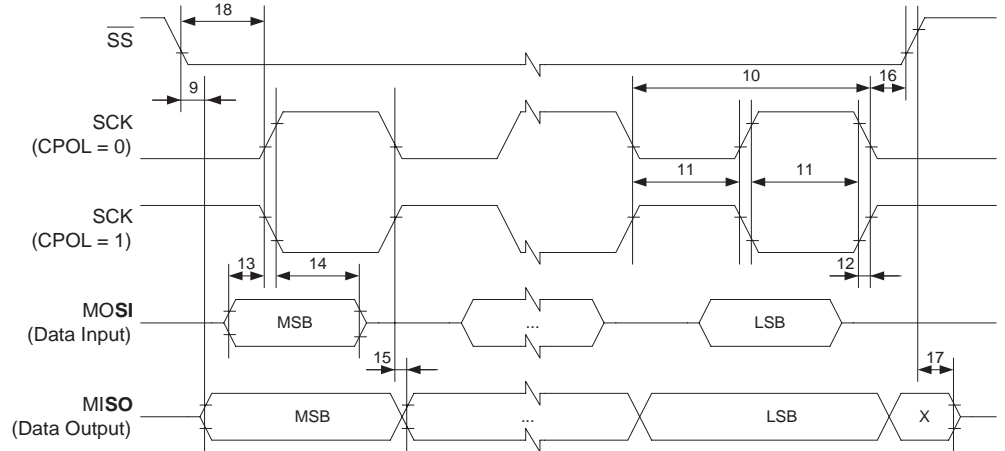 18
SS
9
10
16
SCK
(CPOL = 0)
11
11
SCK
(CPOL = 1)
13
14
12
MOSI
(Data Input)
MSB
...
LSB
15
17
MISO
(Data Output)
MSB
...
LSB
X